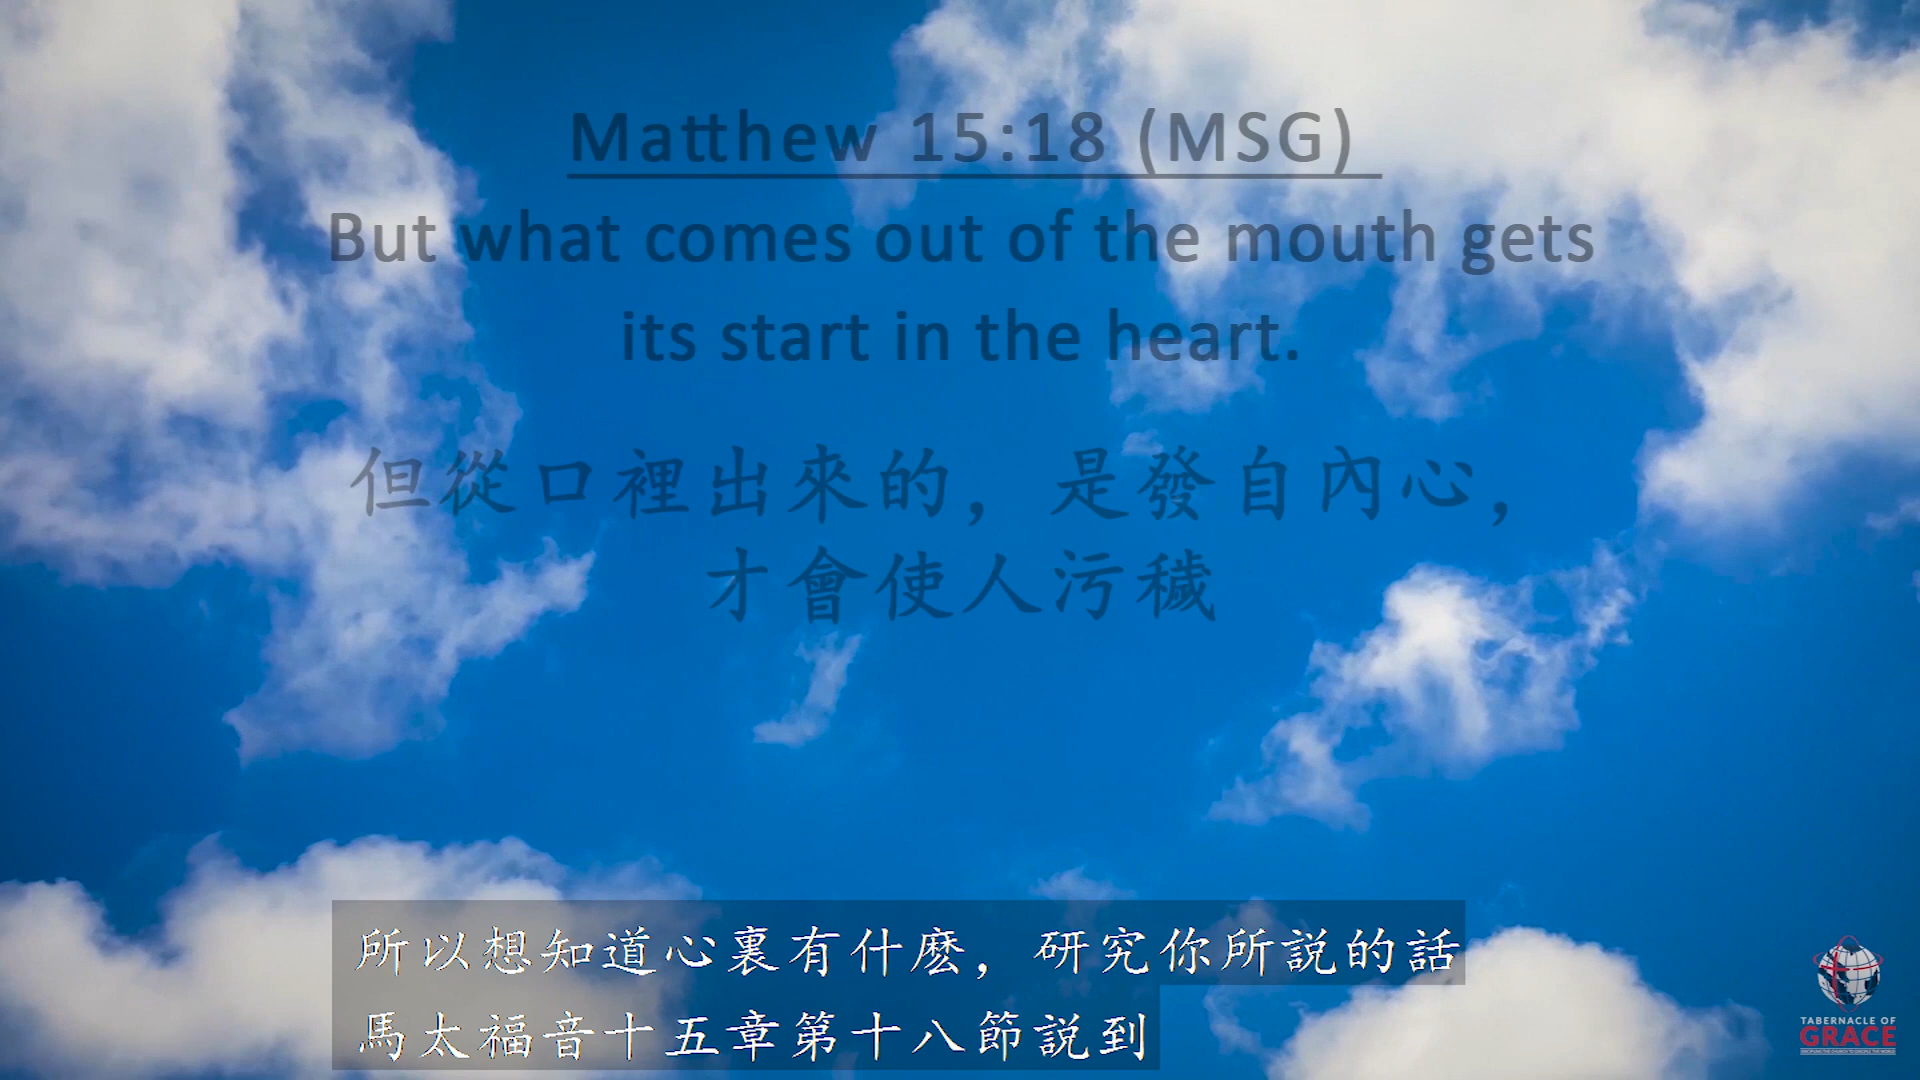 Matthew 15:18 (MSG)
But what comes out of the mouth gets
its start in the heart.
但從口裡出來的，是發自內心，
才會使人污穢
所以想知道心裏有什麼，研究你所説的話
馬太福音十五章第十八節説到
TABERNACLE OF
GRACE